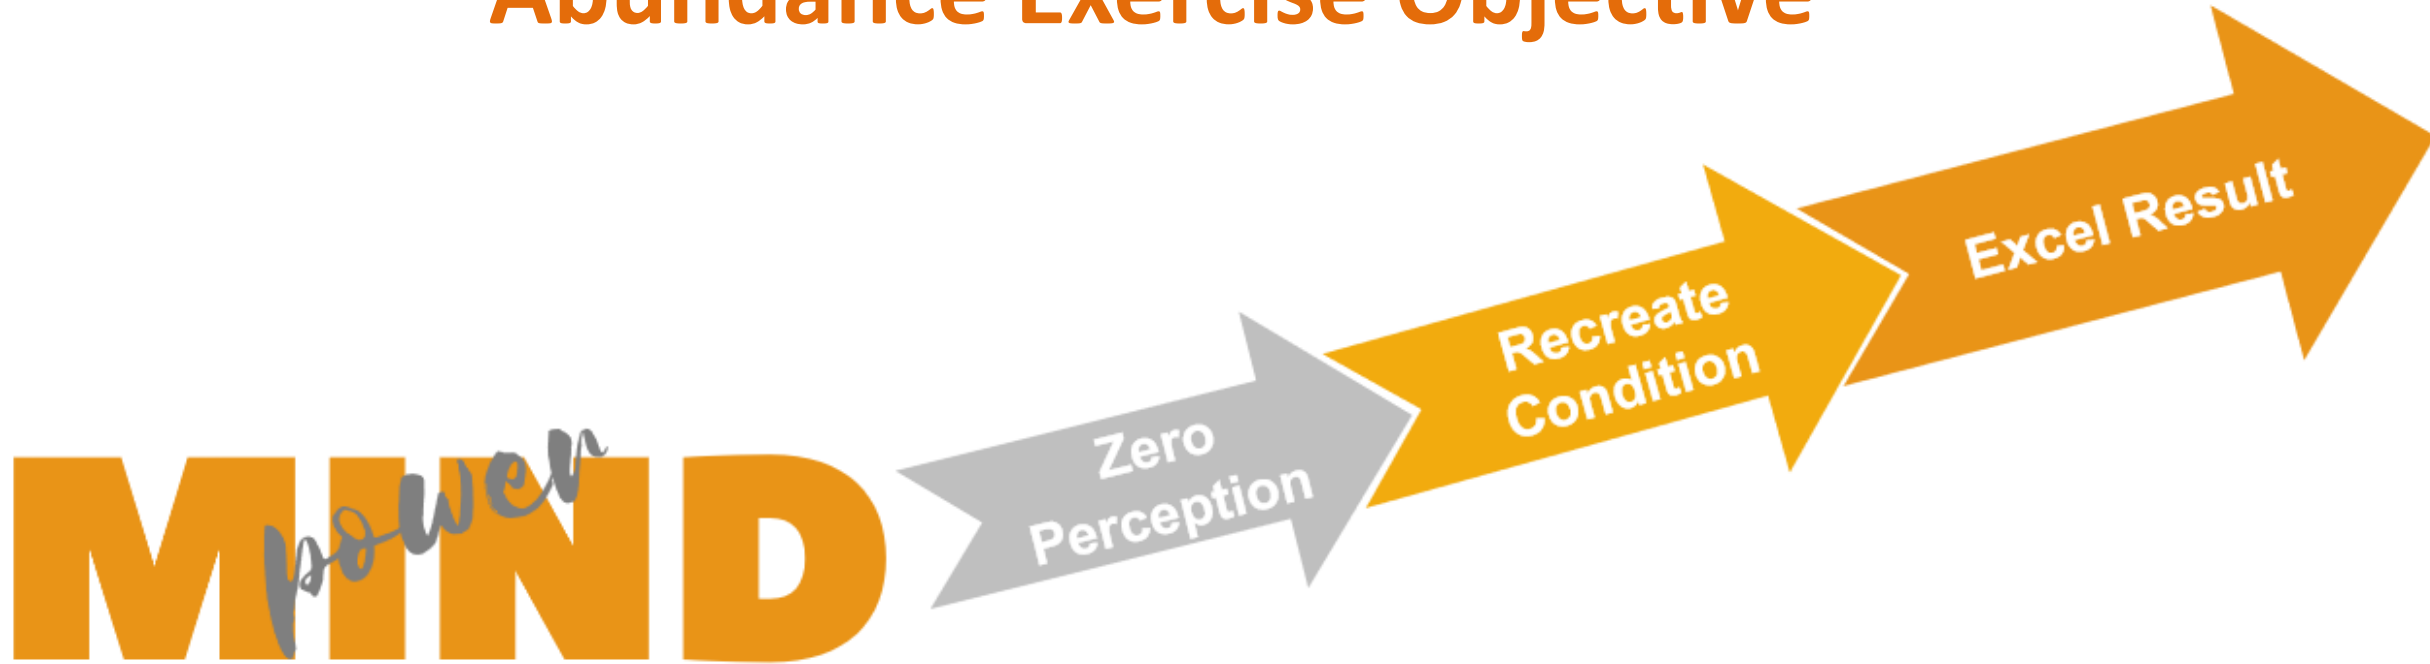 Abundance Exercise Objective
Excel Result
Recreate
Condition
Zero
Perception
power
MIND